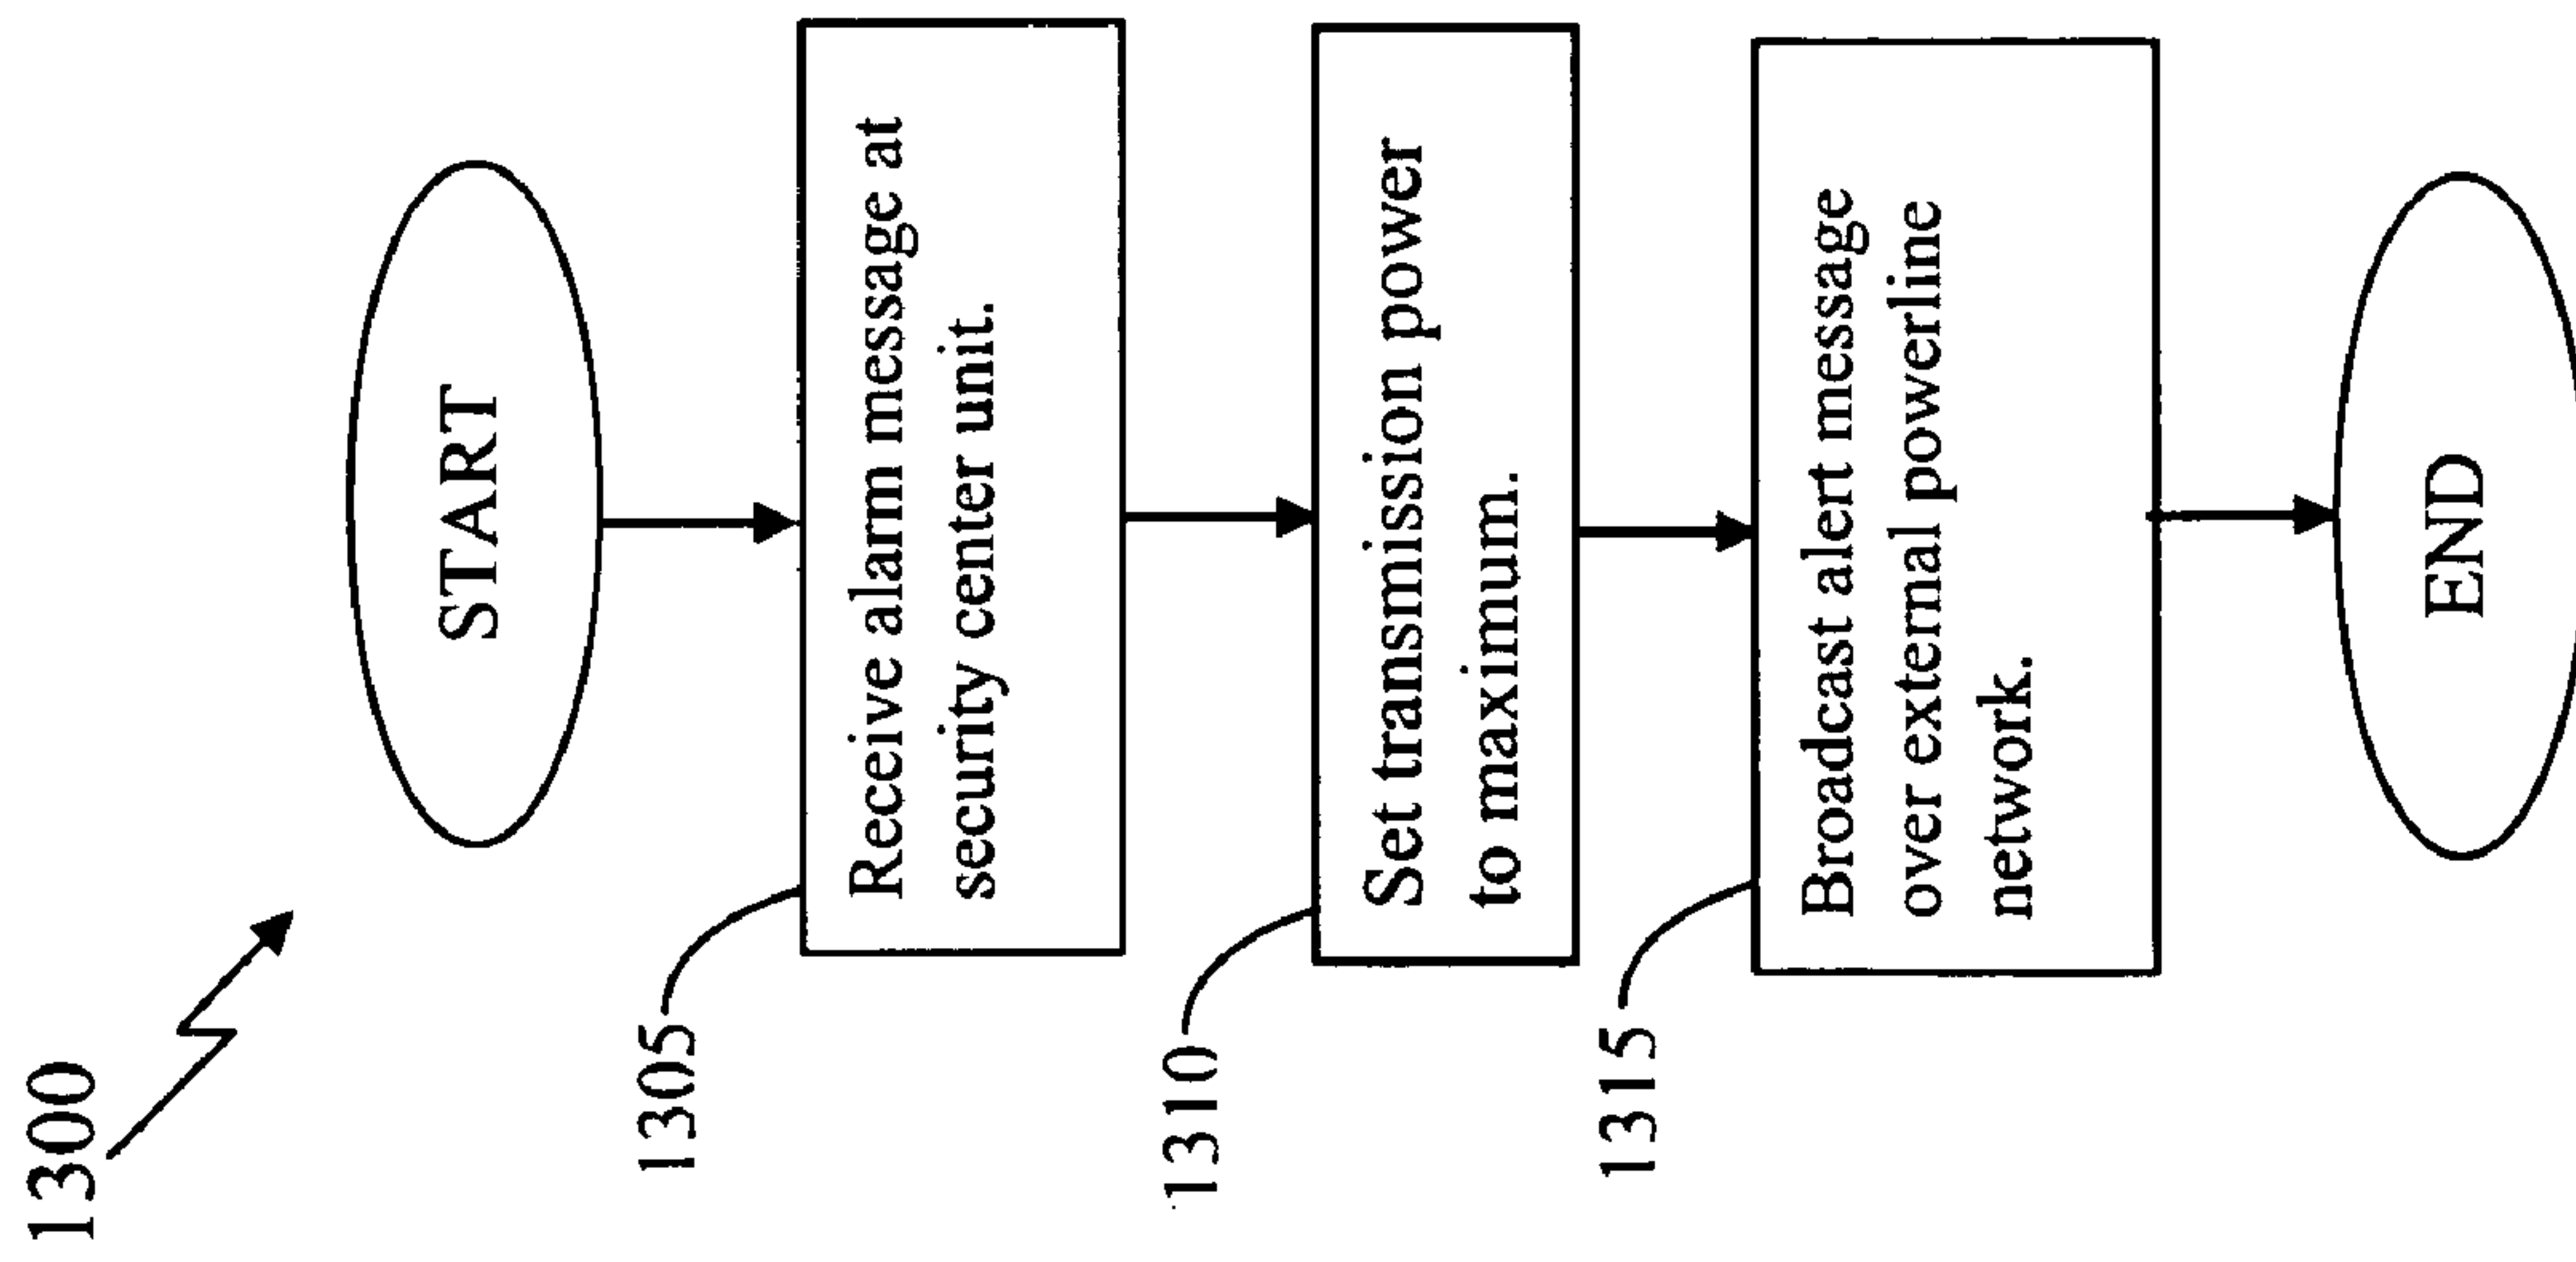 1300
START
1305
Receive alarm message at
security center unit.
1310
Set transmission power
to maximum.
1315
Broadcast alert message
over external powerline
network.
END